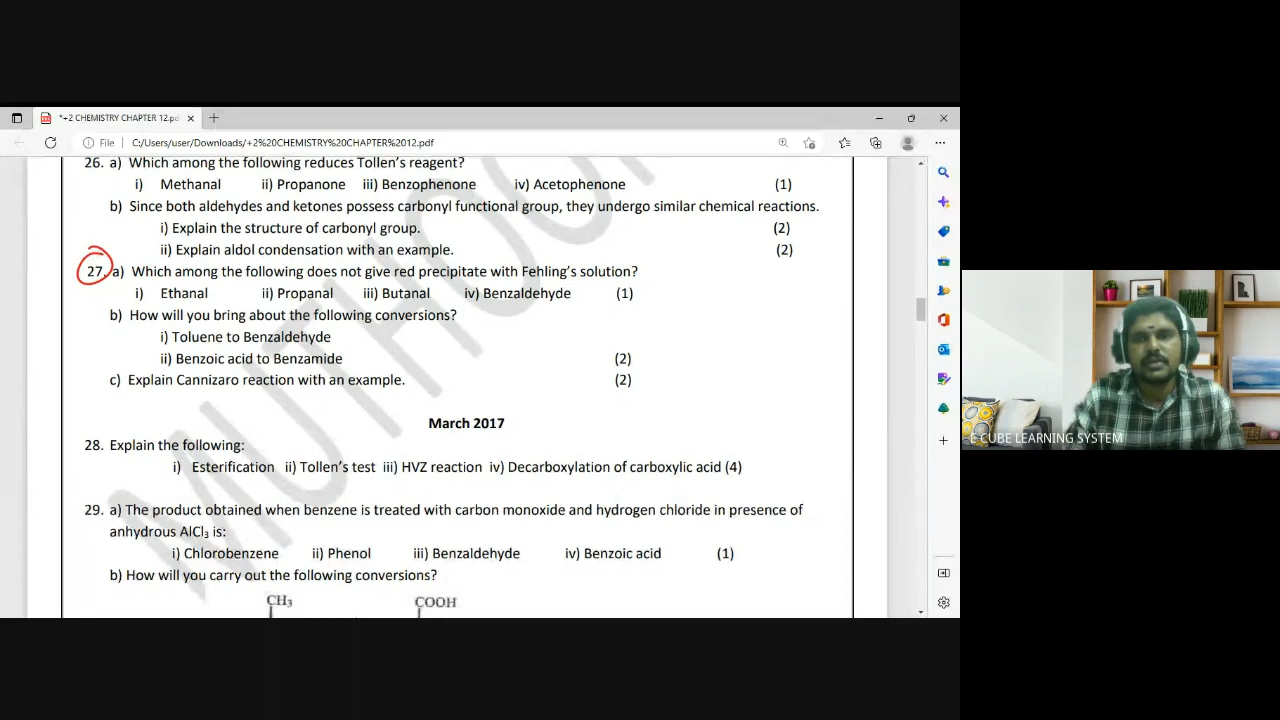 *+2 CHEMISTRY CHAPTER 12.pd
File C:/Users/user/Downloads/+2%20CHEMISTRY%20CHAPTER%2012.pdf
26. a) Which among the following reduces Tollen's reagent?
i) Methanal ii) Propanone iii) Benzophenone iv) Acetophenone (1)
b) Since both aldehydes and ketones possess carbonyl functional group, they undergo similar chemical reactions.
i) Explain the structure of carbonyl group. (2)
ii) Explain aldol condensation with an example. (2)
27. a) Which among the following does not give red precipitate with Fehling's solution?
i) Ethanal ii) Propanal iii) Butanal iv) Benzaldehyde (1)
b) How will you bring about the following conversions?
i) Toluene to Benzaldehyde
ii) Benzoic acid to Benzamide (2)
c) Explain Cannizaro reaction with an example. (2)
March 2017
28. Explain the following:
i) Esterification ii) Tollen's test iii) HVZ reaction iv) Decarboxylation of carboxylic acid (4)
29. a) The product obtained when benzene is treated with carbon monoxide and hydrogen chloride in presence of
anhydrous AlCl₃ is:
i) Chlorobenzene ii) Phenol iii) Benzaldehyde iv) Benzoic acid (1)
b) How will you carry out the following conversions?
CH₃ COOH
MUTHOO
CUBE LEARNING SYSTEM